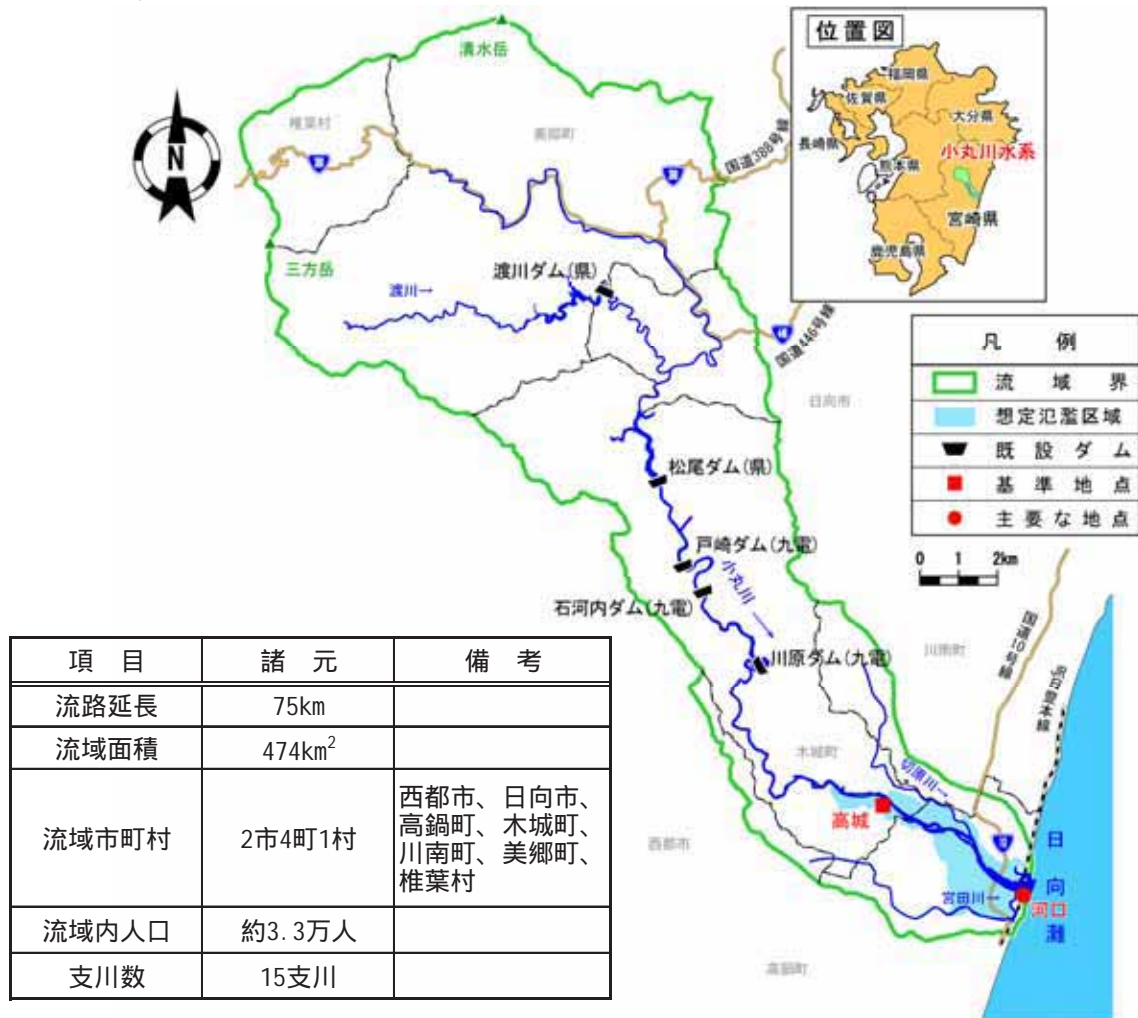 清水岳
椎葉村
美郷町
国道388号線
N
三方岳
渡川ダム(県)
渡川→
国道446号線
日向市
松尾ダム(県)
戸崎ダム(九電)
小丸川
石河内ダム(九電)
川原ダム(九電)
川南町
国道10号線
JR日豊本線
木城町
切原川→
高城
西都市
宮田川→
河口
日向灘
高鍋町
位置図
福岡県
佐賀県
大分県
長崎県
熊本県
小丸川水系
宮崎県
鹿児島県
凡 例
流域界
想定氾濫区域
既設ダム
基準地点
主要な地点
0 1 2km
項 目 諸 元 備 考
流路延長 75km
流域面積 474km²
流域市町村 2市4町1村 西都市、日向市、
高鍋町、木城町、
川南町、美郷町、
椎葉村
流域内人口 約3.3万人
支川数 15支川